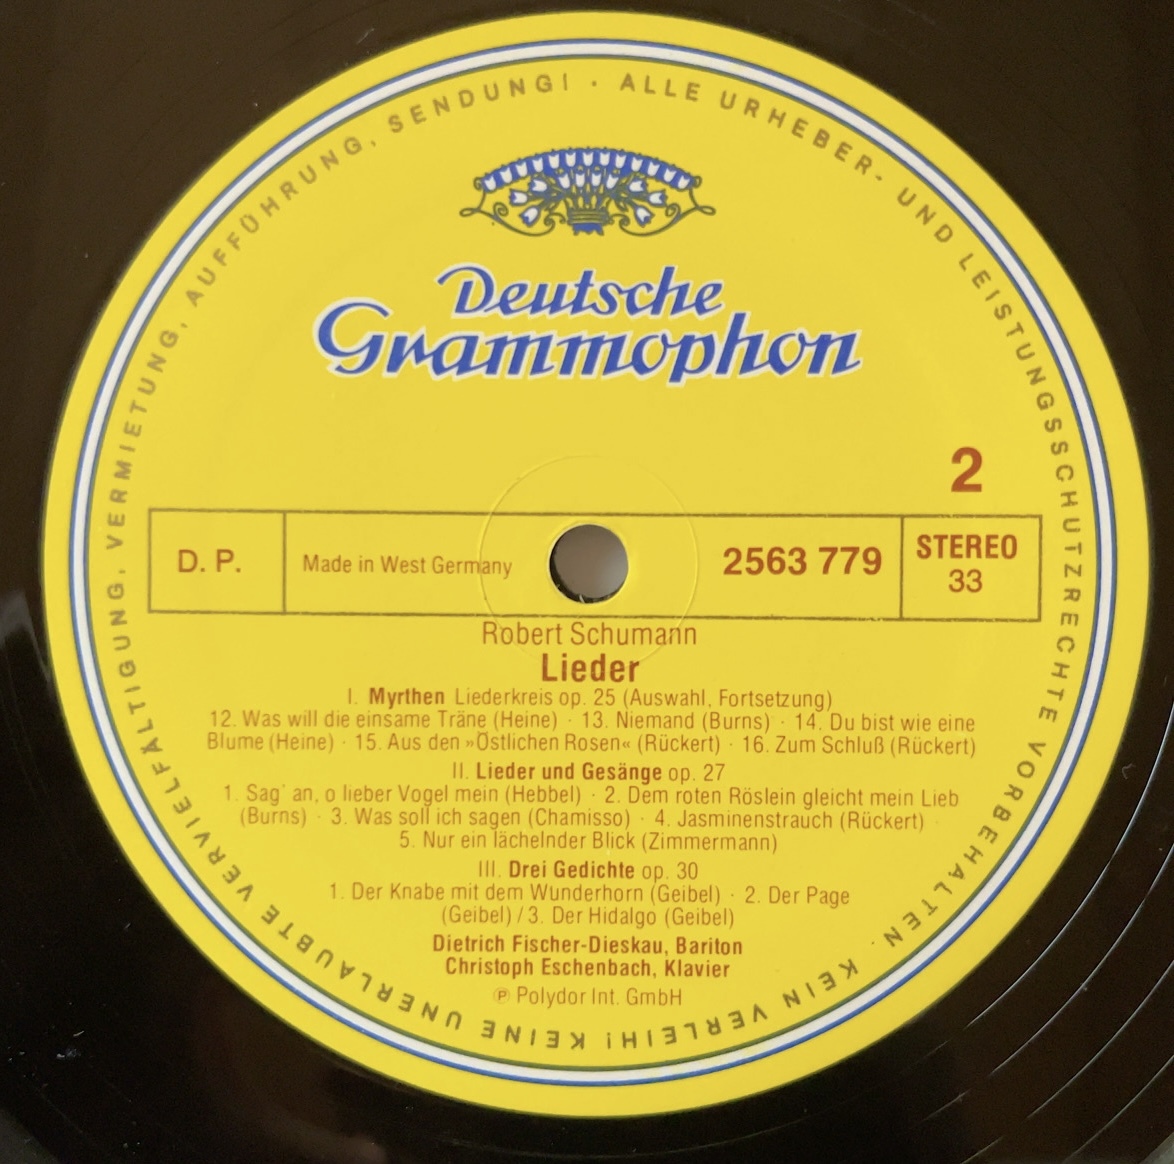 ALLE URHEBER- UND LEISTUNGSSCHUTZRECHTE VORBEHALTEN · KEIN VERLEIH! KEINE UNERLAUBTE VERVIELFÄLTIGUNG, VERMIETUNG, AUFFÜHRUNG, SENDUNG! ·
Deutsche
Grammophon
2
D. P.
Made in West Germany
2563 779
STEREO
33
Robert Schumann
Lieder
I. Myrthen Liederkreis op. 25 (Auswahl, Fortsetzung)
12. Was will die einsame Träne (Heine) · 13. Niemand (Burns) · 14. Du bist wie eine
Blume (Heine) · 15. Aus den »Östlichen Rosen« (Rückert) · 16. Zum Schluß (Rückert)
II. Lieder und Gesänge op. 27
1. Sag' an, o lieber Vogel mein (Hebbel) · 2. Dem roten Röslein gleicht mein Lieb
(Burns) · 3. Was soll ich sagen (Chamisso) · 4. Jasminenstrauch (Rückert)
5. Nur ein lächelnder Blick (Zimmermann)
III. Drei Gedichte op. 30
1. Der Knabe mit dem Wunderhorn (Geibel) · 2. Der Page
(Geibel) / 3. Der Hidalgo (Geibel)
Dietrich Fischer-Dieskau, Bariton
Christoph Eschenbach, Klavier
℗ Polydor Int. GmbH